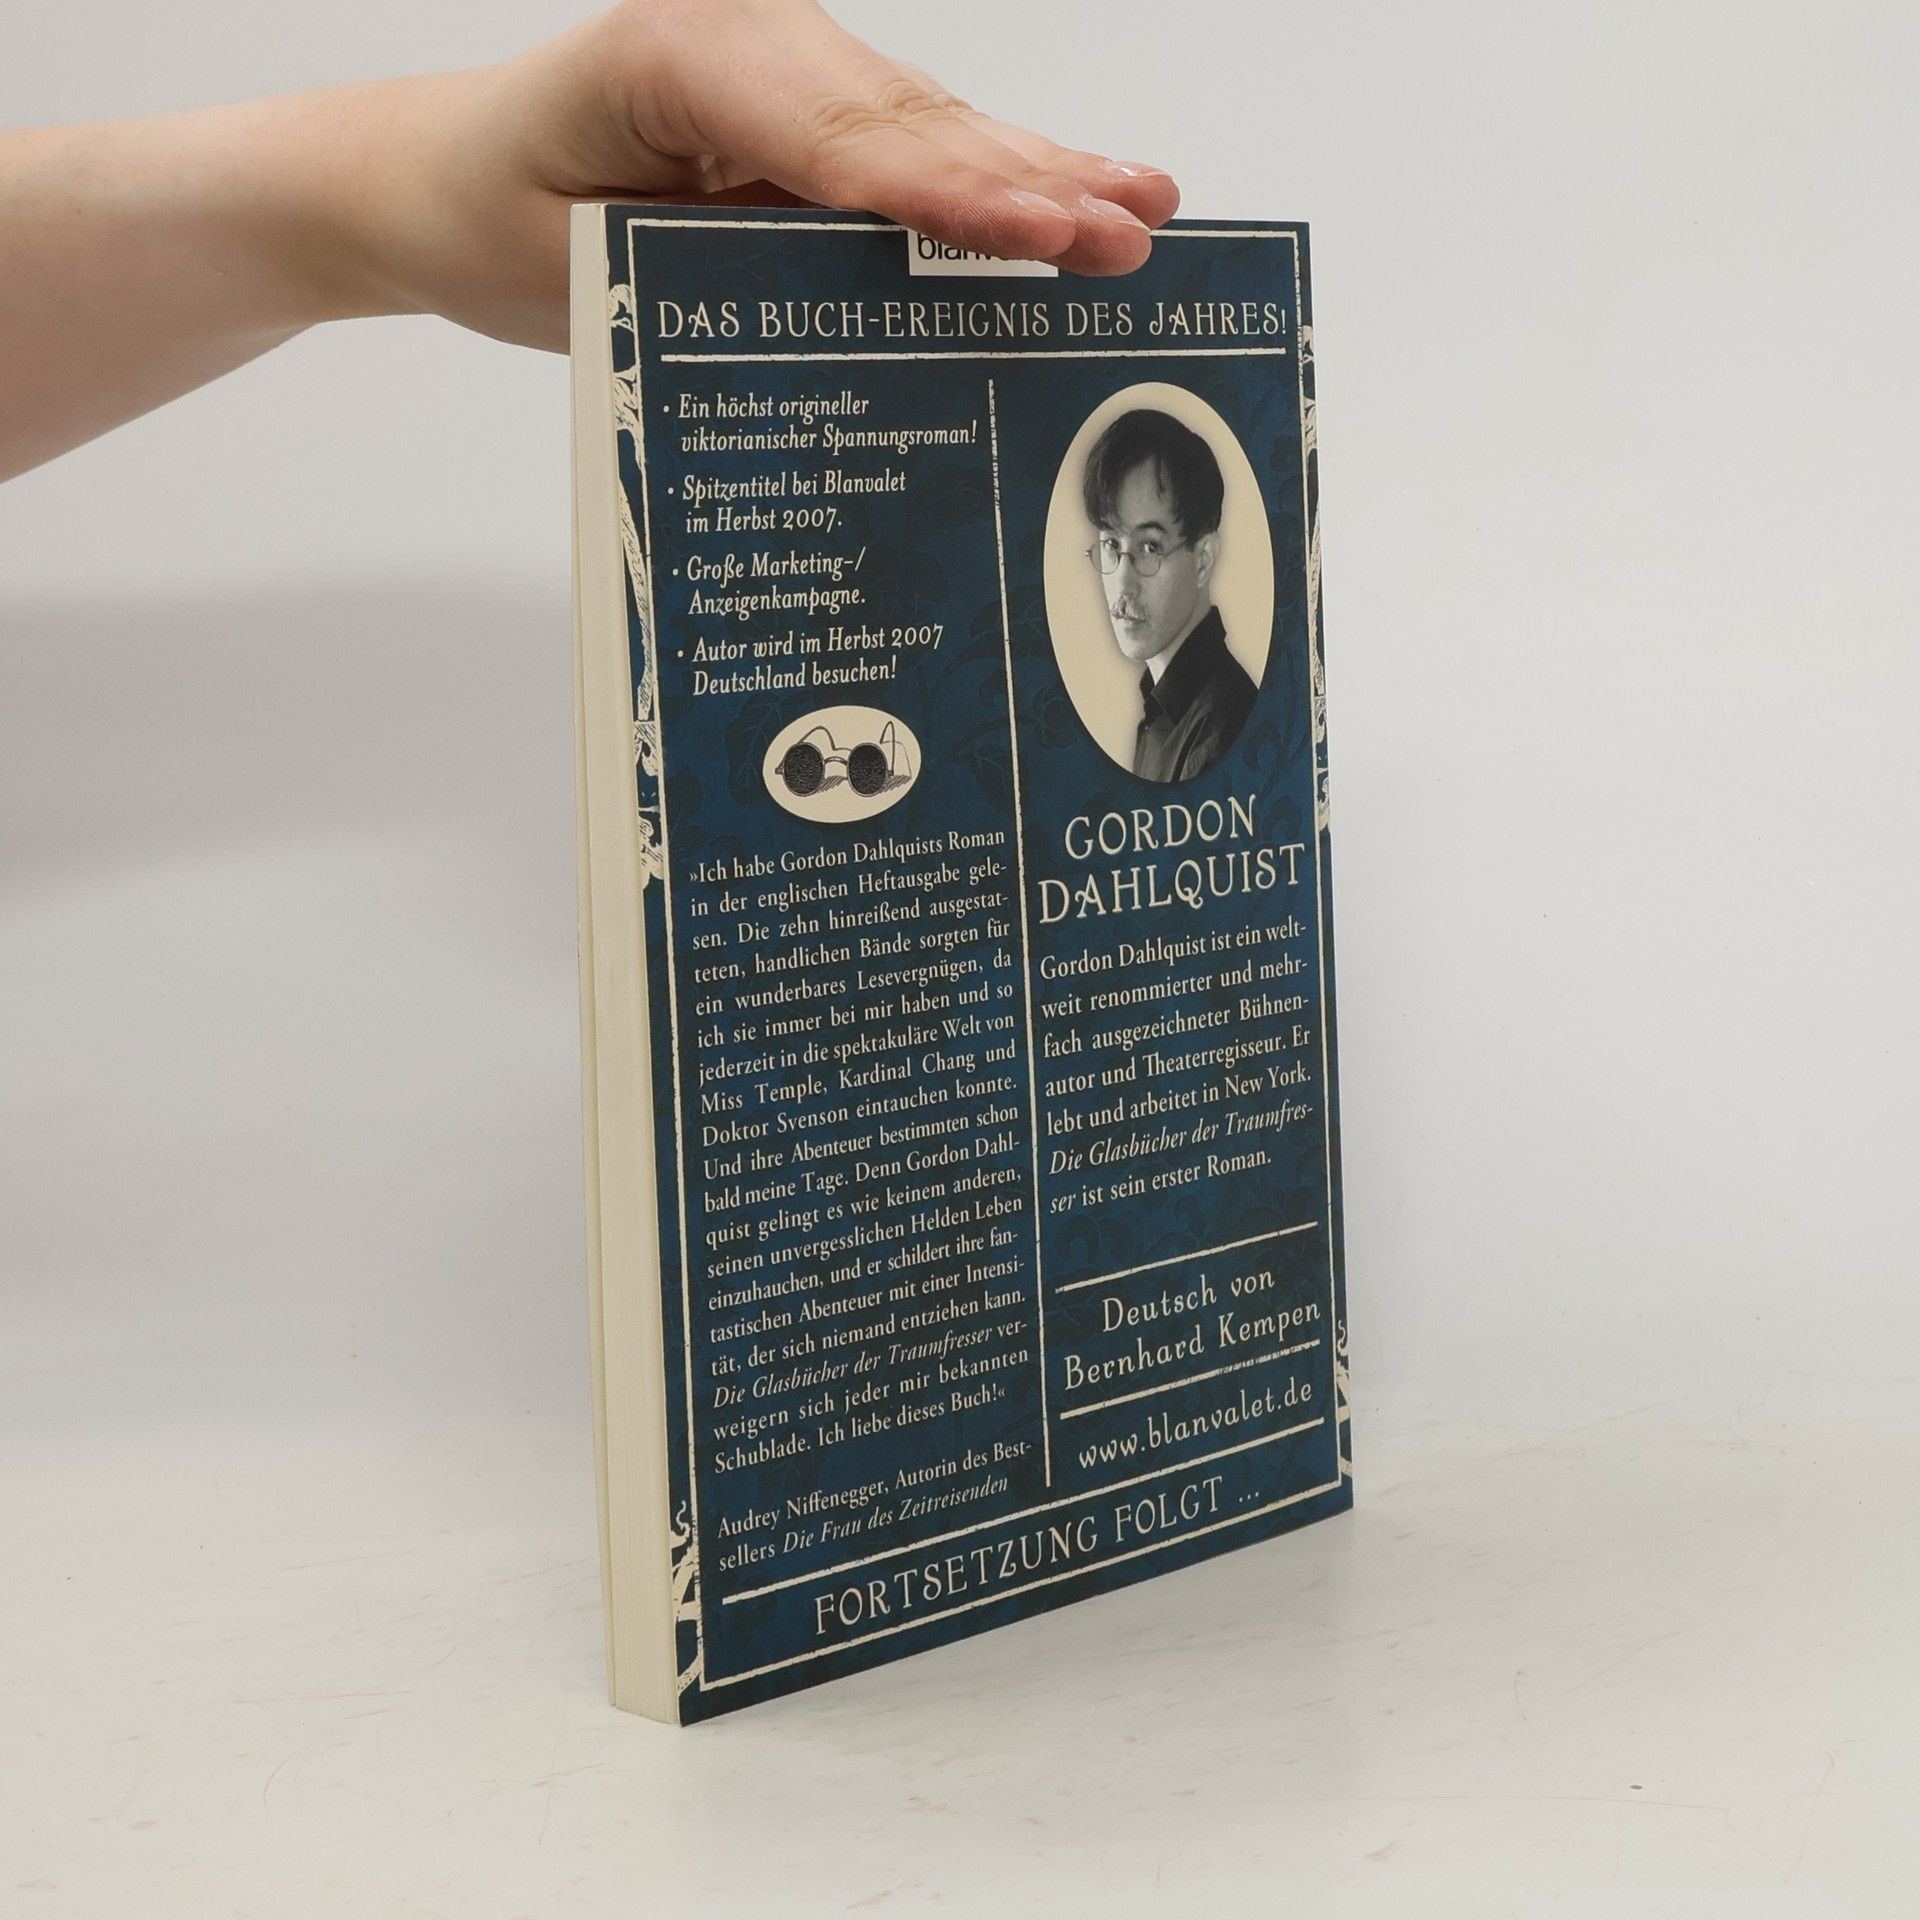 DAS BUCH-EREIGNIS DES JAHRES!
• Ein höchst origineller
viktorianischer Spannungsroman!
• Spitzentitel bei Blanvalet
im Herbst 2007.
• Große Marketing-/
Anzeigenkampagne.
• Autor wird im Herbst 2007
Deutschland besuchen!
»Ich habe Gordon Dahlquists Roman
in der englischen Heftausgabe gele-
sen. Die zehn hinreißend ausgestat-
teten, handlichen Bände sorgten für
ein wunderbares Lesevergnügen, da
ich sie immer bei mir haben und so
jederzeit in die spektakuläre Welt von
Miss Temple, Kardinal Chang und
Doktor Svenson eintauchen konnte.
Und ihre Abenteuer bestimmten schon
bald meine Tage. Denn Gordon Dahl-
quist gelingt es wie keinem anderen,
seinen unvergesslichen Helden Leben
einzuhauchen, und er schildert ihre fan-
tastischen Abenteuer mit einer Intensi-
tät, der sich niemand entziehen kann.
Die Glasbücher der Traumfresser ver-
weigern sich jeder mir bekannten
Schublade. Ich liebe dieses Buch!«
Audrey Niffenegger, Autorin des Best-
sellers Die Frau des Zeitreisenden
GORDON
DAHLQUIST
Gordon Dahlquist ist ein welt-
weit renommierter und mehr-
fach ausgezeichneter Bühnen-
autor und Theaterregisseur. Er
lebt und arbeitet in New York.
Die Glasbücher der Traumfres-
ser ist sein erster Roman.
Deutsch von
Bernhard Kempen
www.blanvalet.de
FORTSETZUNG FOLGT ...